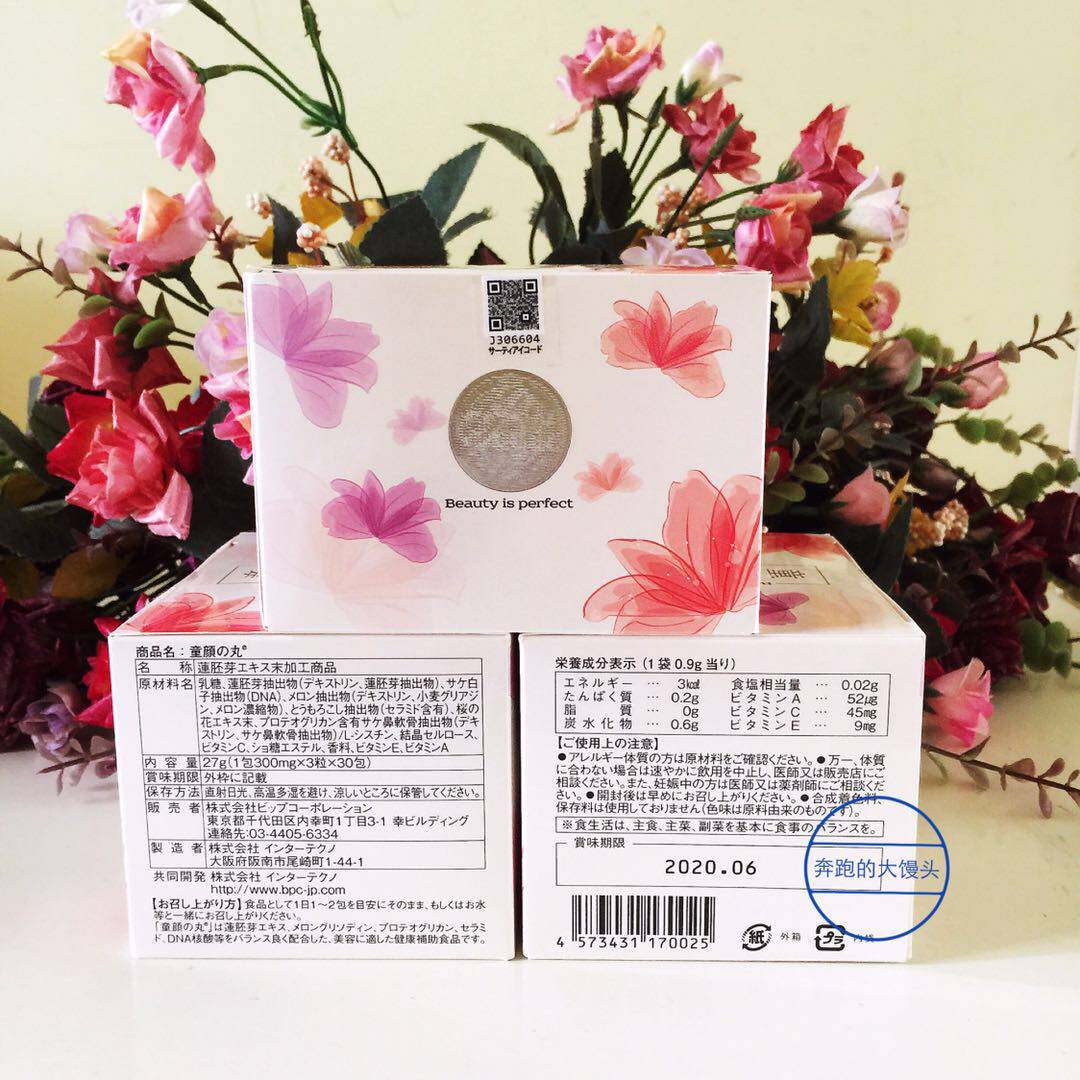 J306604
サーティアイコード
Beauty is perfect
商品名：童顔の丸®
名　称 蓮胚芽エキス末加工商品
原材料名 乳糖、蓮胚芽抽出物（デキストリン、蓮胚芽抽出物）、サケ白
子抽出物（DNA）、メロン抽出物（デキストリン、小麦グリアジ
ン、メロン濃縮物）、とうもろこし抽出物（セラミド含有）、桜の
花エキス末、プロテオグリカン含有サケ鼻軟骨抽出物（デキ
ストリン、サケ鼻軟骨抽出物）/L-シスチン、結晶セルロース、
ビタミンC、ショ糖エステル、香料、ビタミンE、ビタミンA
内容量 27g（1包300mg×3粒×30包）
賞味期限 外枠に記載
保存方法 直射日光、高温多湿を避け、涼しいところに保管してください。
販売者 株式会社ビップコーポレーション
東京都千代田区内幸町1丁目3-1 幸ビルディング
連絡先:03-4405-6334
製造者 株式会社 インターテクノ
大阪府阪南市尾崎町1-44-1
共同開発 株式会社 インターテクノ
http://www.bpc-jp.com
【お召し上がり方】食品として1日1～2包を目安にそのまま、もしくはお水
等と一緒にお召し上がりください。
「童顔の丸®」は蓮胚芽エキス、メロングリソディン、プロテオグリカン、セラミ
ド、DNA核酸等をバランス良く配合した、美容に適した健康補助食品です。
栄養成分表示（1袋 0.9g 当り）
エネルギー … 3kcal 食塩相当量 … 0.02g
たんぱく質 … 0.2g ビタミンA … 52μg
脂質 … 0g ビタミンC … 45mg
炭水化物 … 0.6g ビタミンE … 9mg
【ご使用上の注意】
●アレルギー体質の方は原材料をご確認ください。●万一、体質
に合わない場合は速やかに飲用を中止し、医師又は販売店にご
相談ください。また、妊娠中の方は医師又は薬剤師にご相談くだ
さい。●開封後は早めにお召し上がりください。●合成着色料、
保存料は使用しておりません（色味は原料由来のものです）。
※食生活は、主食、主菜、副菜を基本に食事のバランスを。
賞味期限
2020.06
奔跑的大馒头
4 573431 170025
紙 外箱 プラ 内袋